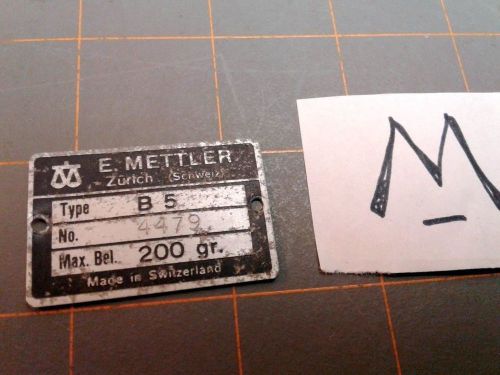 E. METTLER
Zürich (Schweiz)
Type B 5
No. 4479
Max. Bel. 200 gr.
Made in Switzerland
M